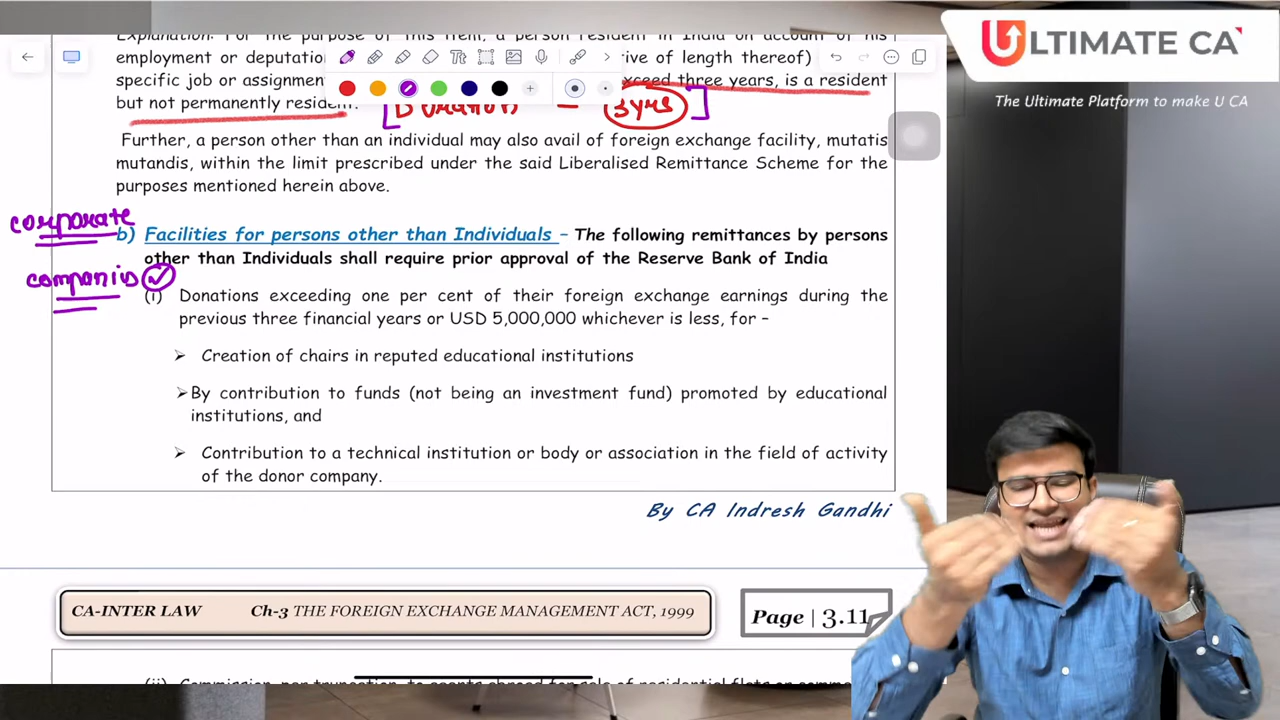 ULTIMATE CA
The Ultimate Platform to make U CA
Explanation: For the purpose of this item, a person resident in India on account of his
employment or deputation of length thereof)
specific job or assignment exceed three years, is a resident
but not permanently resident. [Duration = 3yrs]
Further, a person other than an individual may also avail of foreign exchange facility, mutatis
mutandis, within the limit prescribed under the said Liberalised Remittance Scheme for the
purposes mentioned herein above.
corporate
b) Facilities for persons other than Individuals – The following remittances by persons
other than Individuals shall require prior approval of the Reserve Bank of India
companis
(i) Donations exceeding one per cent of their foreign exchange earnings during the
previous three financial years or USD 5,000,000 whichever is less, for –
➢ Creation of chairs in reputed educational institutions
➢ By contribution to funds (not being an investment fund) promoted by educational
institutions, and
➢ Contribution to a technical institution or body or association in the field of activity
of the donor company.
By CA Indresh Gandhi
CA-INTER LAW Ch-3 THE FOREIGN EXCHANGE MANAGEMENT ACT, 1999
Page | 3.11